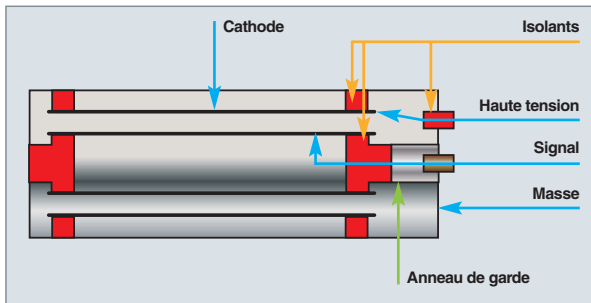 Cathode
Isolants
Haute tension
Signal
Masse
Anneau de garde